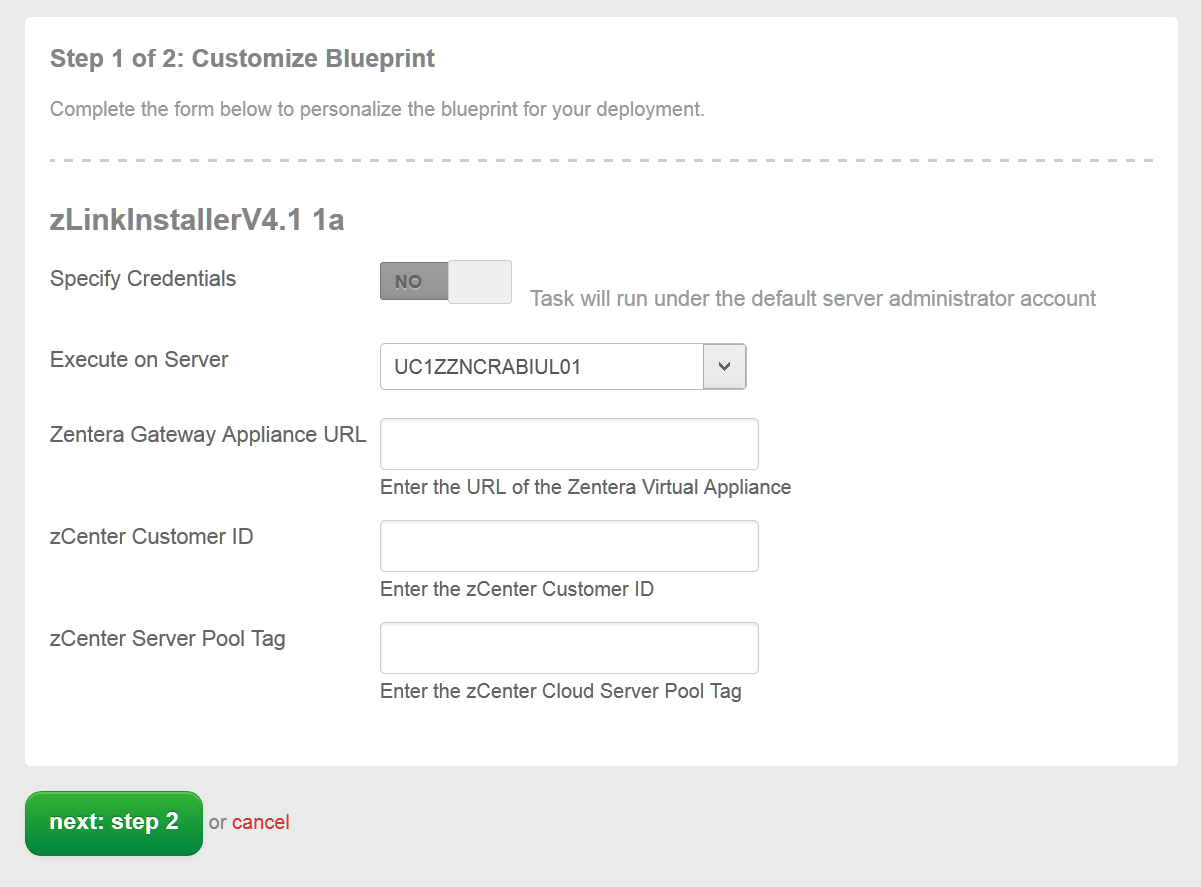 Step 1 of 2: Customize Blueprint
Complete the form below to personalize the blueprint for your deployment.
zLinkInstallerV4.1 1a
Specify Credentials
NO
Task will run under the default server administrator account
Execute on Server
UC1ZZNCRABIUL01
Zentera Gateway Appliance URL
Enter the URL of the Zentera Virtual Appliance
zCenter Customer ID
Enter the zCenter Customer ID
zCenter Server Pool Tag
Enter the zCenter Cloud Server Pool Tag
next: step 2 or cancel